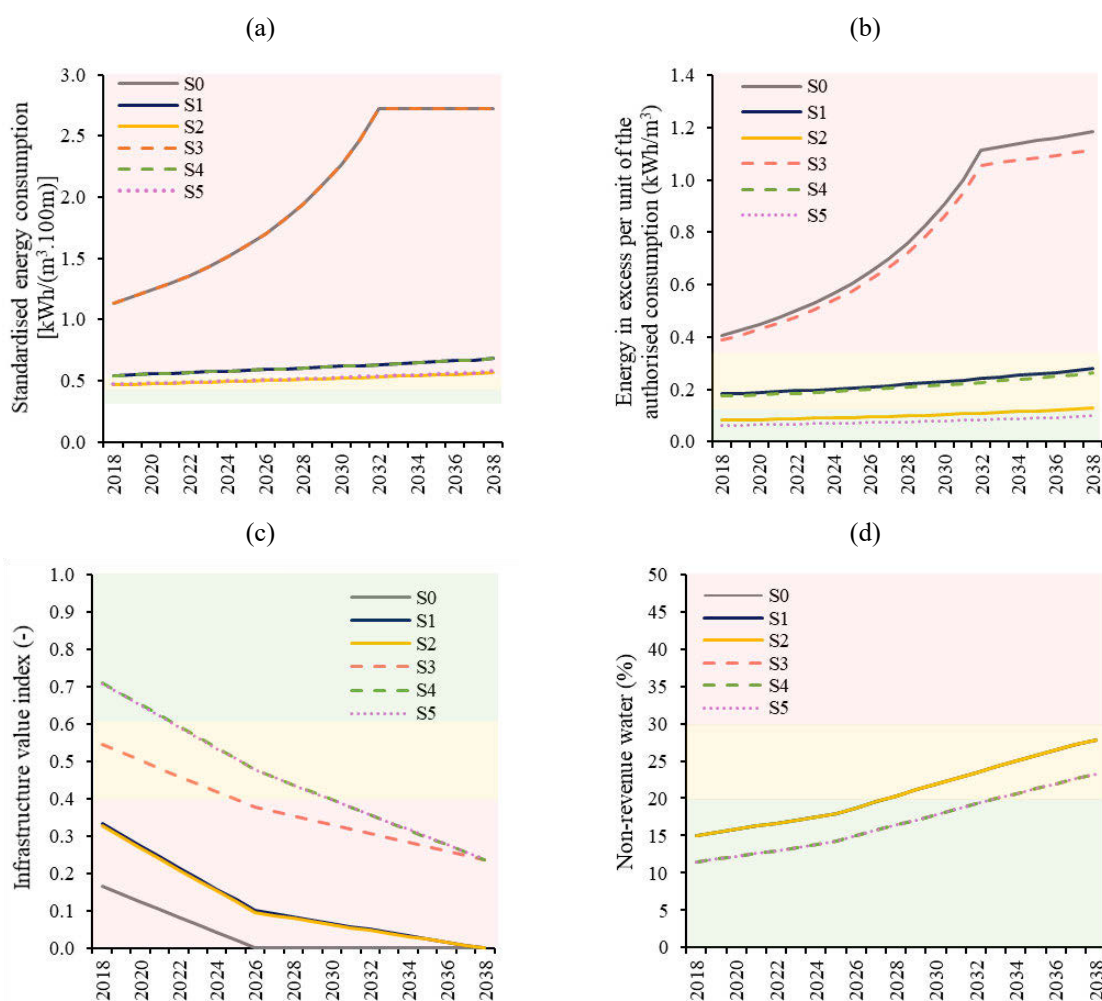 (a)
Standardised energy consumption
[kWh/(m³.100m)]
3.0
2.5
2.0
1.5
1.0
0.5
0.0
S0
S1
S2
S3
S4
S5
2018
2020
2022
2024
2026
2028
2030
2032
2034
2036
2038
(b)
Energy in excess per unit of the
authorised consumption (kWh/m³)
1.4
1.2
1.0
0.8
0.6
0.4
0.2
0.0
S0
S1
S2
S3
S4
S5
2018
2020
2022
2024
2026
2028
2030
2032
2034
2036
2038
(c)
Infrastructure value index (-)
1.0
0.9
0.8
0.7
0.6
0.5
0.4
0.3
0.2
0.1
0.0
S0
S1
S2
S3
S4
S5
2018
2020
2022
2024
2026
2028
2030
2032
2034
2036
2038
(d)
Non-revenue water (%)
50
45
40
35
30
25
20
15
10
5
0
S0
S1
S2
S3
S4
S5
2018
2020
2022
2024
2026
2028
2030
2032
2034
2036
2038